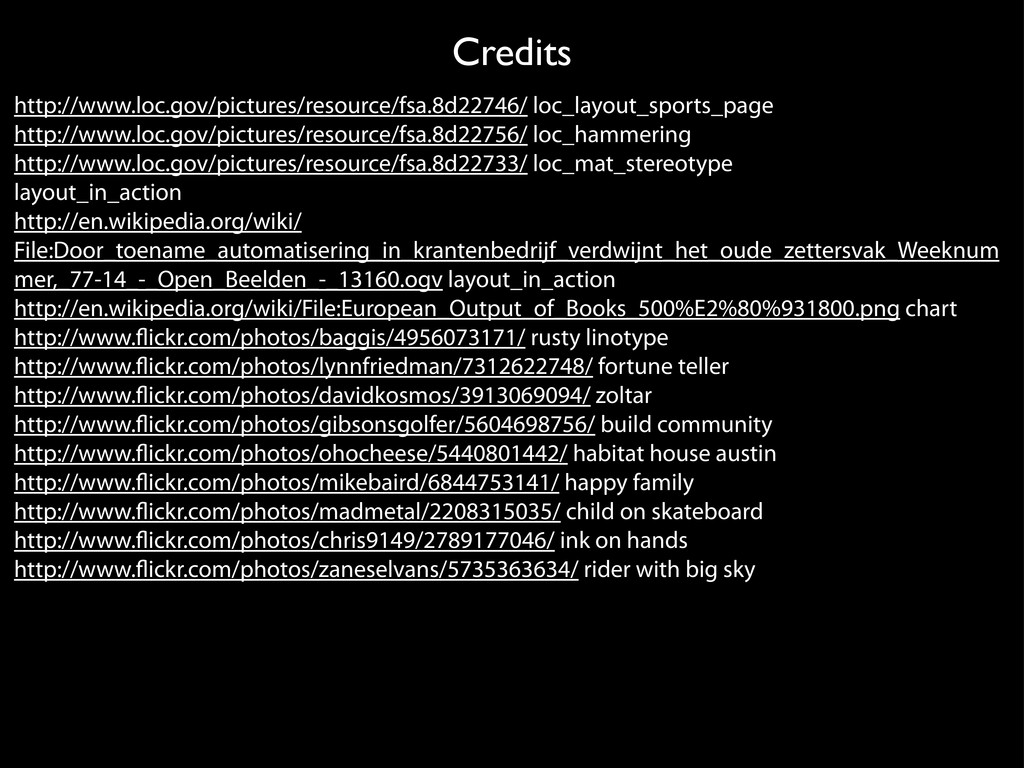 Credits
http://www.loc.gov/pictures/resource/fsa.8d22746/ loc_layout_sports_page
http://www.loc.gov/pictures/resource/fsa.8d22756/ loc_hammering
http://www.loc.gov/pictures/resource/fsa.8d22733/ loc_mat_stereotype
layout_in_action
http://en.wikipedia.org/wiki/
File:Door_toename_automatisering_in_krantenbedrijf_verdwijnt_het_oude_zettersvak_Weeknum
mer,_77-14_-_Open_Beelden_-_13160.ogv layout_in_action
http://en.wikipedia.org/wiki/File:European_Output_of_Books_500%E2%80%931800.png chart
http://www.flickr.com/photos/baggis/4956073171/ rusty linotype
http://www.flickr.com/photos/lynnfriedman/7312622748/ fortune teller
http://www.flickr.com/photos/davidkosmos/3913069094/ zoltar
http://www.flickr.com/photos/gibsonsgolfer/5604698756/ build community
http://www.flickr.com/photos/ohocheese/5440801442/ habitat house austin
http://www.flickr.com/photos/mikebaird/6844753141/ happy family
http://www.flickr.com/photos/madmetal/2208315035/ child on skateboard
http://www.flickr.com/photos/chris9149/2789177046/ ink on hands
http://www.flickr.com/photos/zaneselvans/5735363634/ rider with big sky